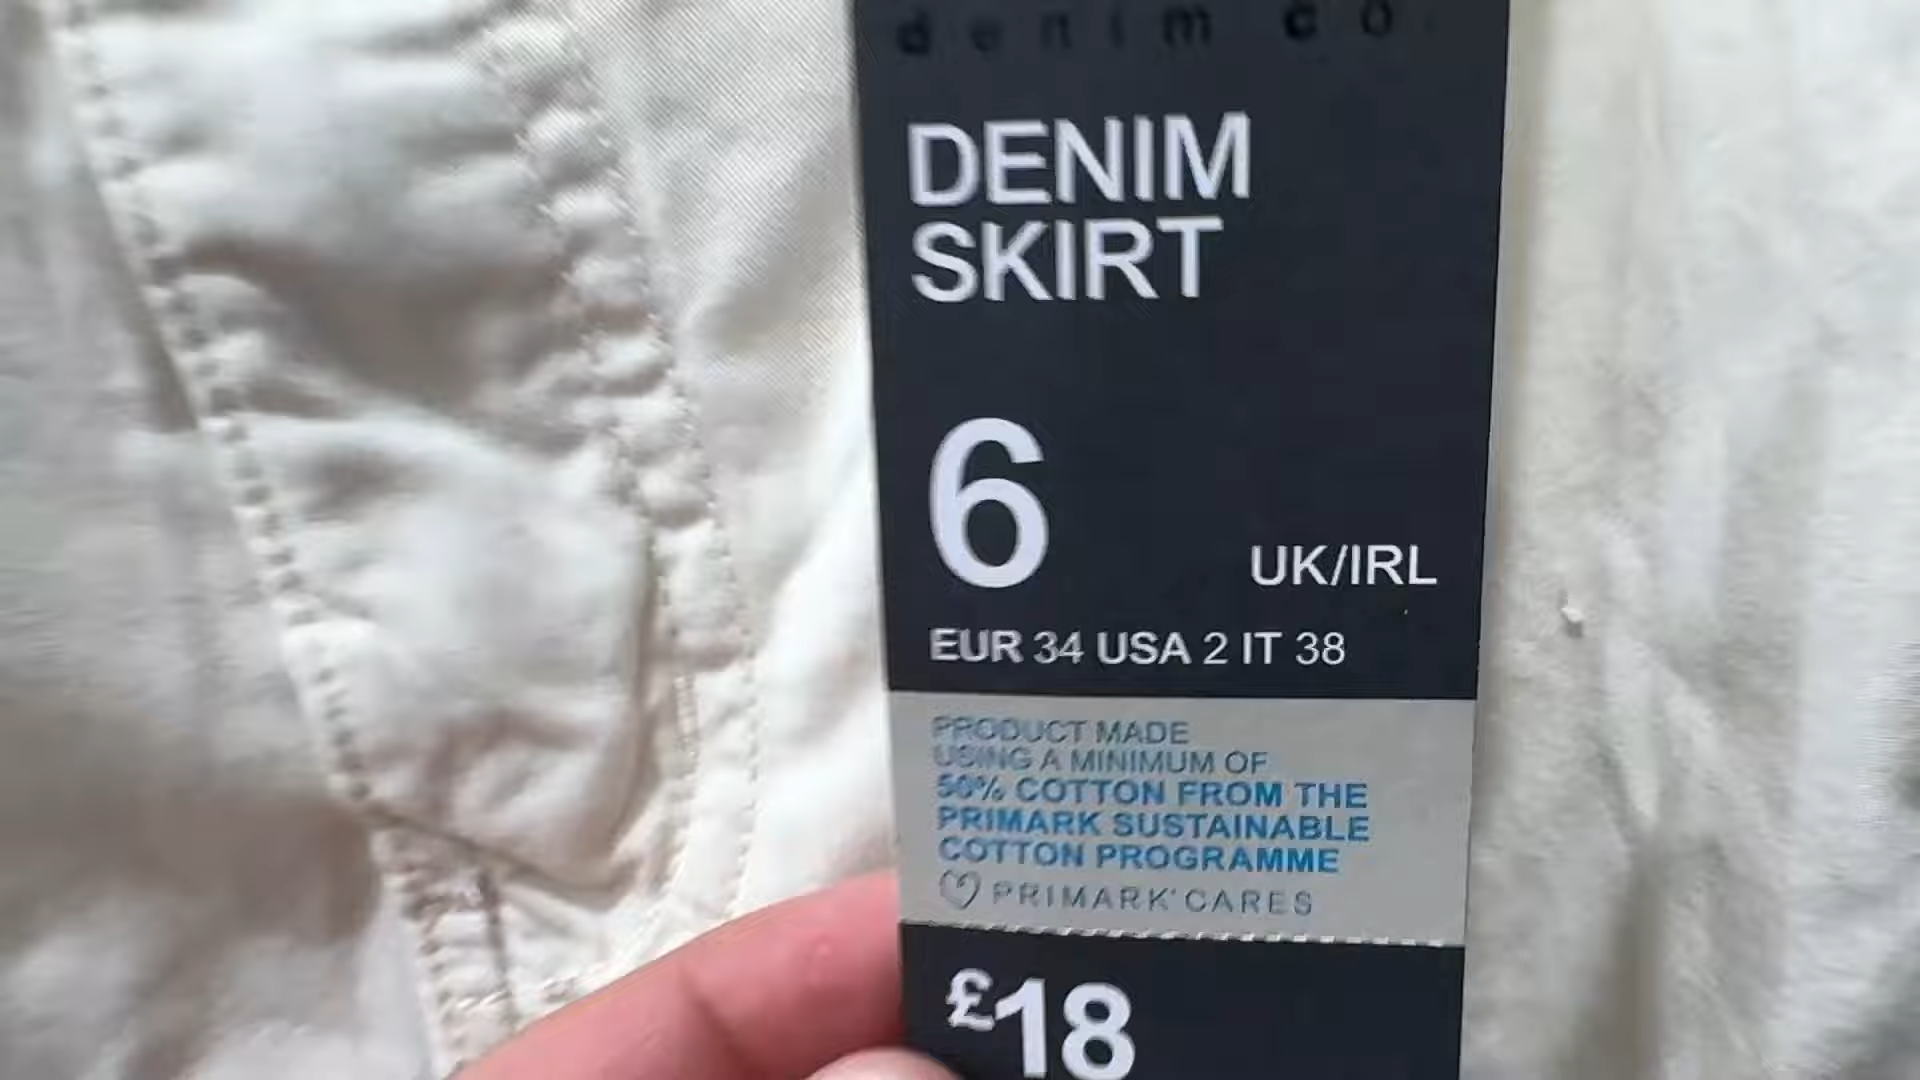 denim co.
DENIM
SKIRT
6 UK/IRL
EUR 34 USA 2 IT 38
PRODUCT MADE
USING A MINIMUM OF
50% COTTON FROM THE
PRIMARK SUSTAINABLE
COTTON PROGRAMME
PRIMARK® CARES
£18